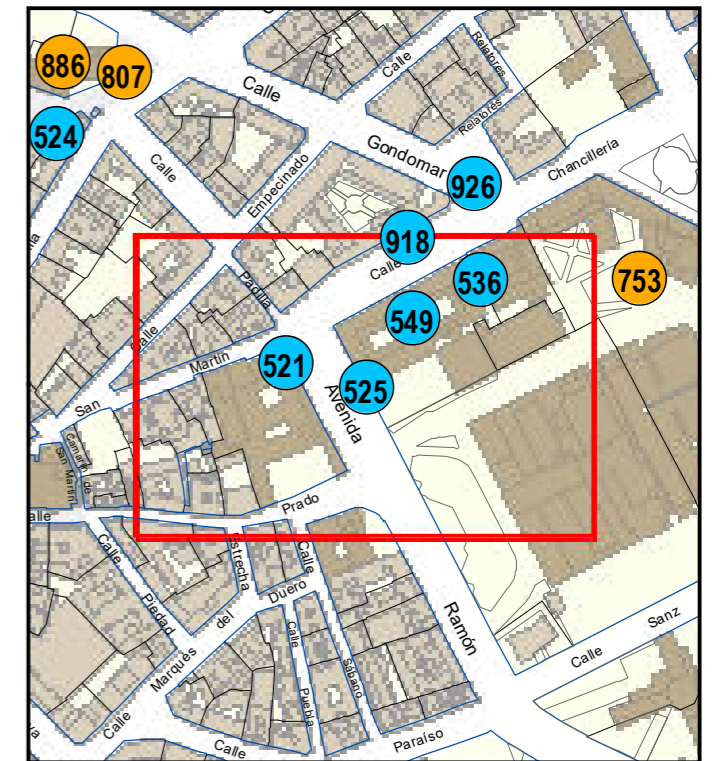 886
807
524
Calle
Calle
Relatores
Relatores
Gondomar
Chancillería
Calle
Empecinado
926
918
Calle
536
753
549
Padilla
Calle
Martín
521
525
Avenida
San
Camarín de
San Martín
alle
Prado
Calle
Estrecha
Calle
Duero
Piedad
del
Marqués
Calle
Puebla
Sábano
Ramón
Sanz
Calle
Calle
Calle
Paraíso